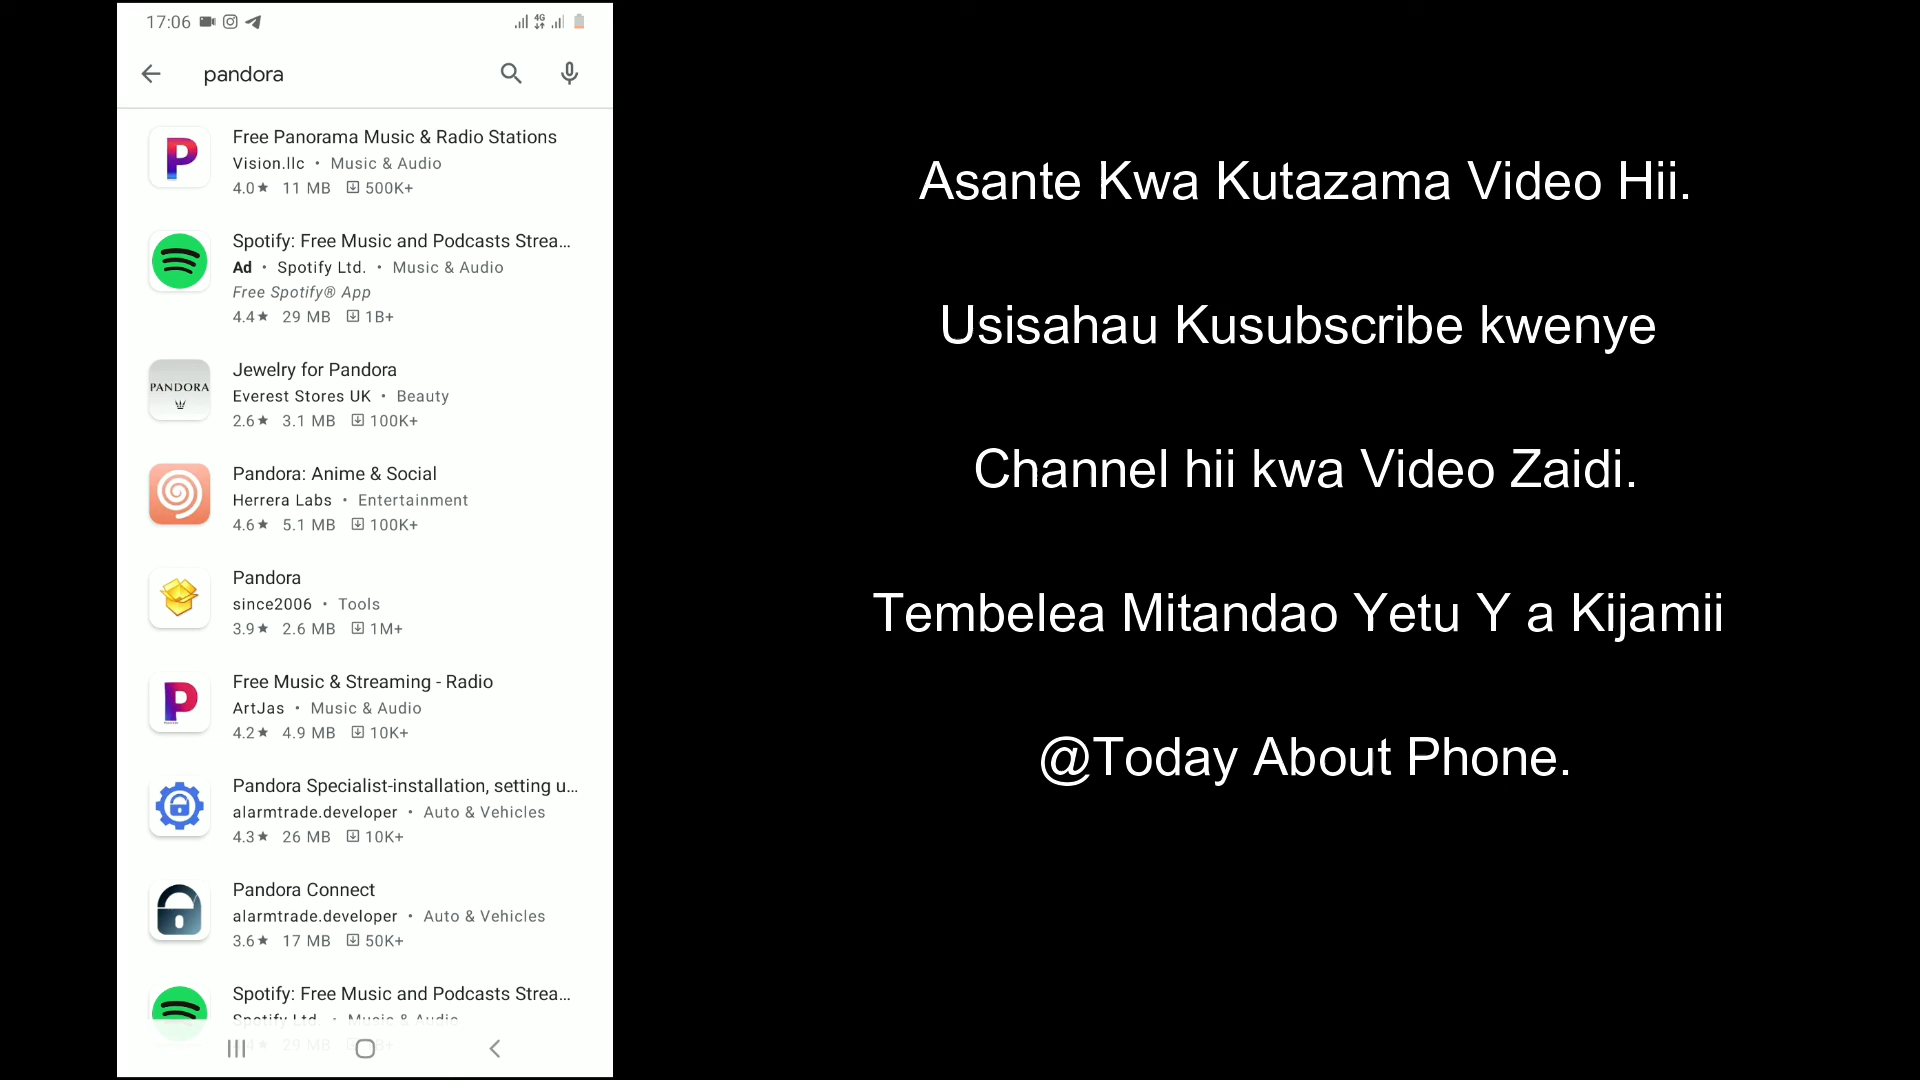 17:06 4G
pandora
Free Panorama Music & Radio Stations
Vision.llc • Music & Audio
4.0★ 11 MB 500K+
Spotify: Free Music and Podcasts Strea...
Ad • Spotify Ltd. • Music & Audio
Free Spotify® App
4.4★ 29 MB 1B+
PANDORA
Jewelry for Pandora
Everest Stores UK • Beauty
2.6★ 3.1 MB 100K+
Pandora: Anime & Social
Herrera Labs • Entertainment
4.6★ 5.1 MB 100K+
Pandora
since2006 • Tools
3.9★ 2.6 MB 1M+
P
Free Music & Streaming - Radio
ArtJas • Music & Audio
4.2★ 4.9 MB 10K+
Pandora Specialist-installation, setting u...
alarmtrade.developer • Auto & Vehicles
4.3★ 26 MB 10K+
Pandora Connect
alarmtrade.developer • Auto & Vehicles
3.6★ 17 MB 50K+
Spotify: Free Music and Podcasts Strea...
Spotify Ltd. • Music & Audio
29 MB
Asante Kwa Kutazama Video Hii.
Usisahau Kusubscribe kwenye
Channel hii kwa Video Zaidi.
Tembelea Mitandao Yetu Y a Kijamii
@Today About Phone.